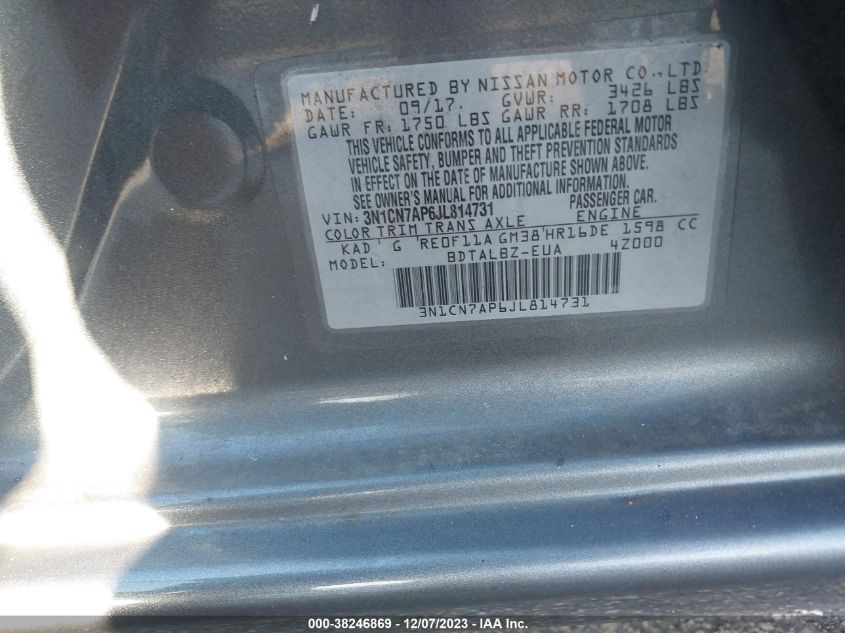 MANUFACTURED BY NISSAN MOTOR CO., LTD.
DATE: 09/17. GVWR: 3426 LBS
GAWR FR: 1750 LBS GAWR RR: 1708 LBS
THIS VEHICLE CONFORMS TO ALL APPLICABLE FEDERAL MOTOR
VEHICLE SAFETY, BUMPER AND THEFT PREVENTION STANDARDS
IN EFFECT ON THE DATE OF MANUFACTURE SHOWN ABOVE.
SEE OWNER'S MANUAL FOR ADDITIONAL INFORMATION.
VIN: 3N1CN7AP6JL814731 PASSENGER CAR.
COLOR TRIM TRANS AXLE ENGINE
KAD G RE0F11A GM38 HR16DE 1598 CC
MODEL: BDTALBZ-EUA 4Z000
3N1CN7AP6JL814731
000-38246869 - 12/07/2023 - IAAI.com